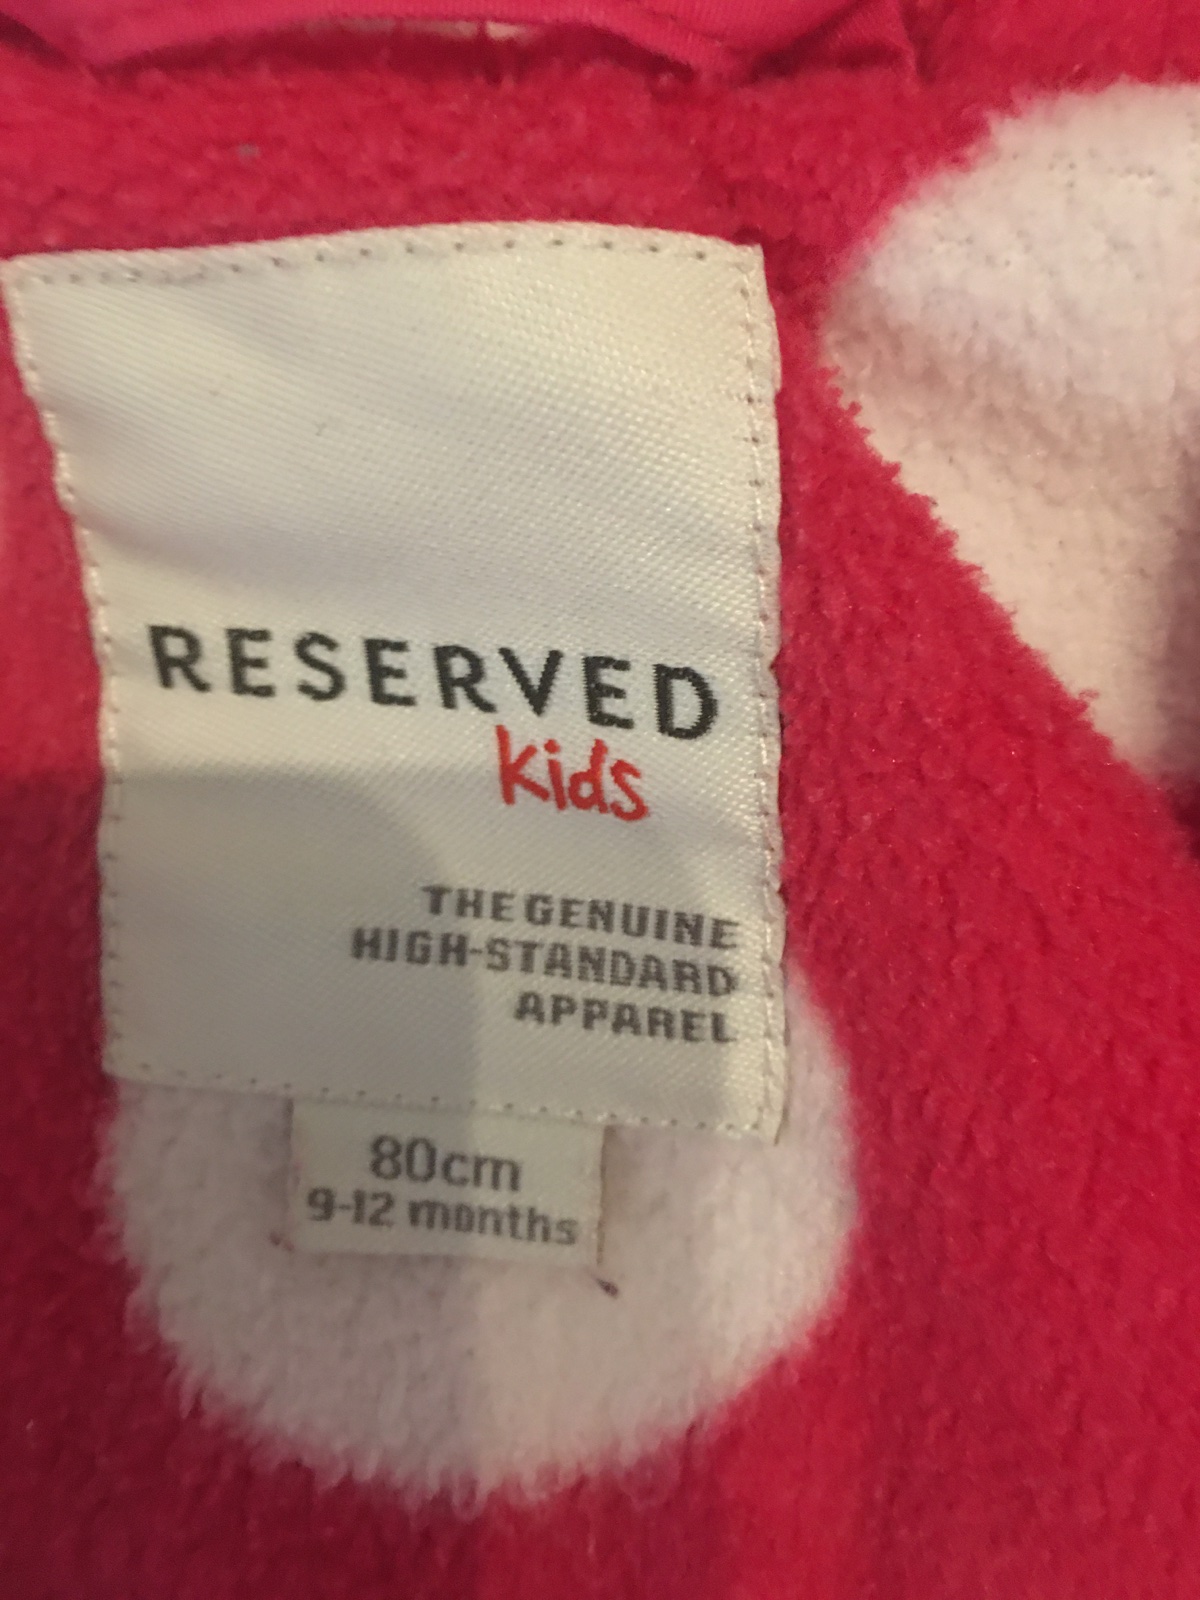 RESERVED
kids
THE GENUINE
HIGH-STANDARD
APPAREL
80cm
9-12 months